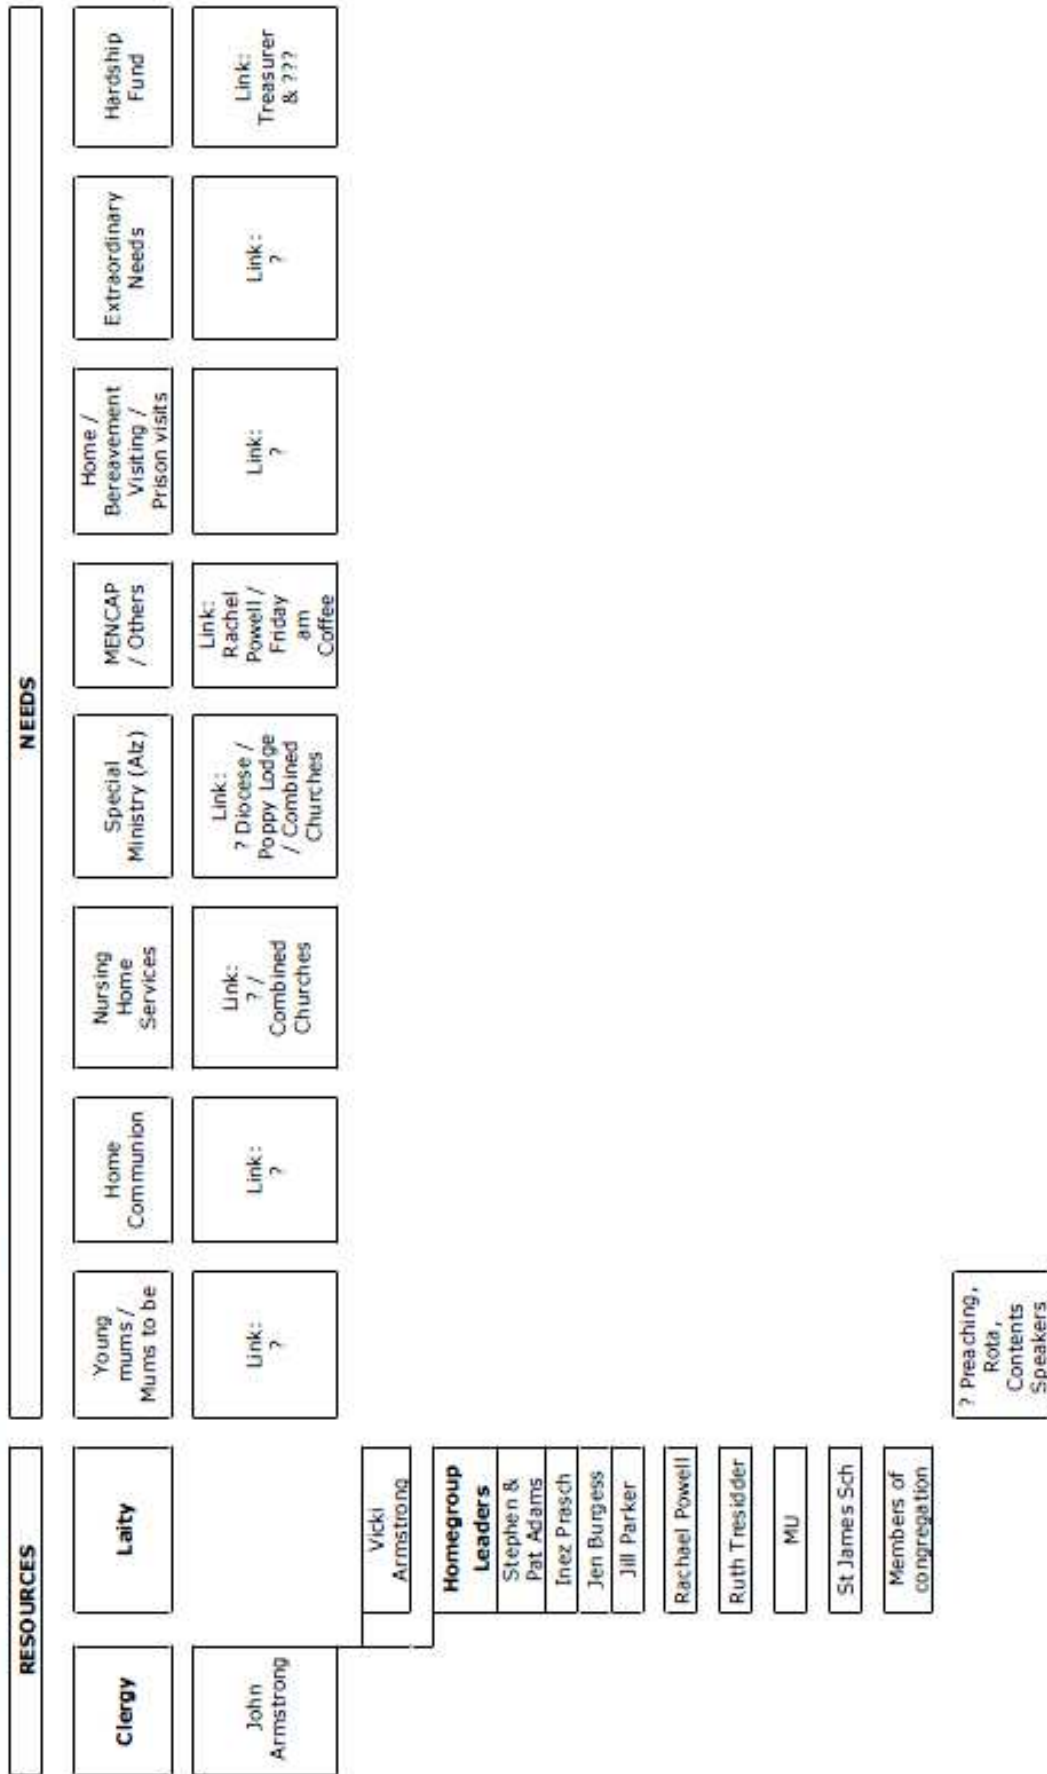 RESOURCES
NEEDS
Clergy
Laity
Young
mums /
Mums to be
Home
Communion
Nursing
Home
Services
Special
Ministry (Alz)
MENCAP
/ Others
Home /
Bereavement
Visiting /
Prison visits
Extraordinary
Needs
Hardship
Fund
John
Armstrong
Link:
?
Link:
?
Link:
? /
Combined
Churches
Link:
? Diocese /
Poppy Lodge
/ Combined
Churches
Link:
Rachel
Powell /
Friday
am
Coffee
Link:
?
Link:
?
Link:
Treasurer
& ???
Vicki
Armstrong
Homegroup
Leaders
Stephen &
Pat Adams
Inez Prasch
Jen Burgess
Jill Parker
Rachael Powell
Ruth Tresidder
MU
St James Sch
Members of
congregation
? Preaching,
Rota,
Contents
Speakers